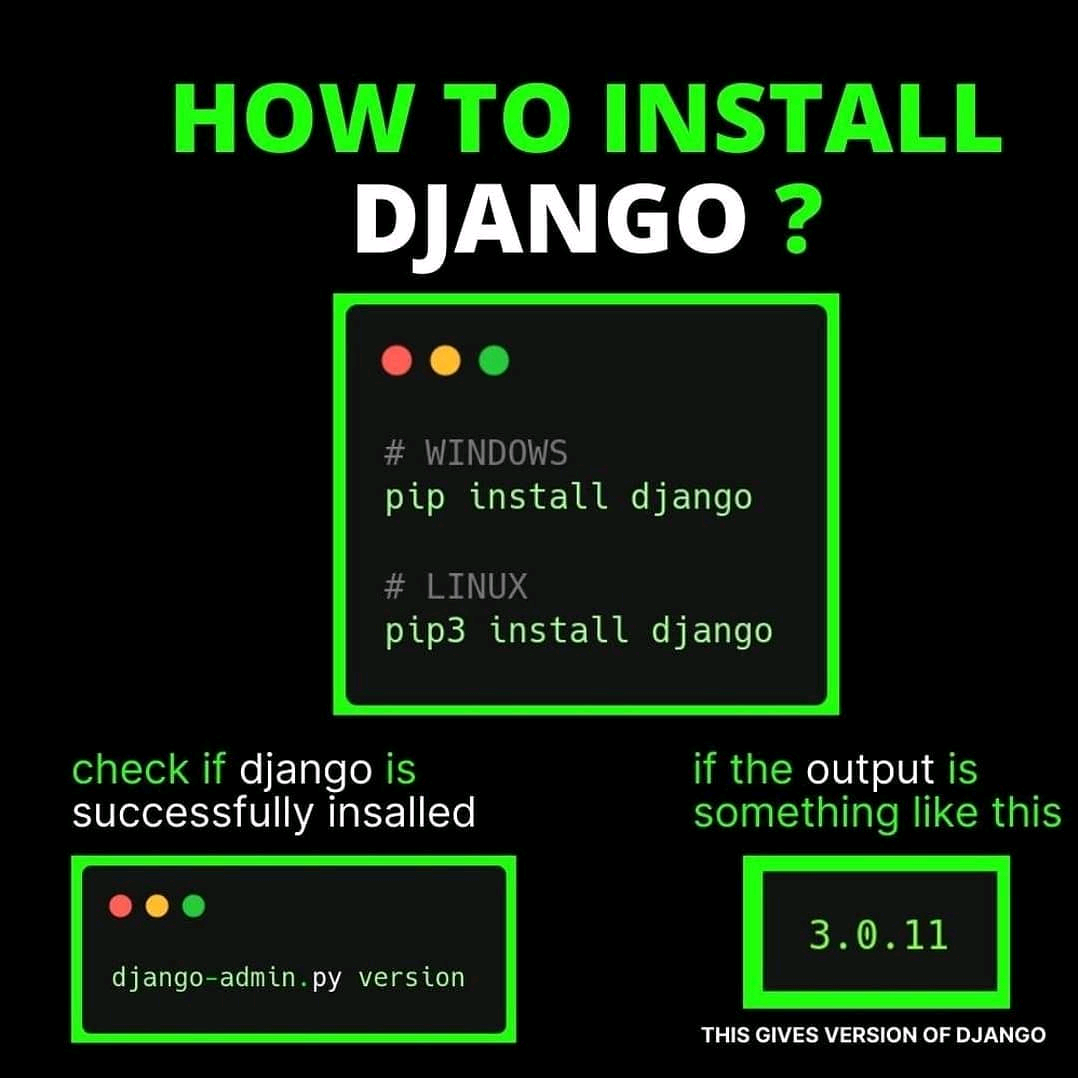 HOW TO INSTALL
DJANGO ?
# WINDOWS
pip install django
# LINUX
pip3 install django
check if django is
successfully insalled
django-admin.py version
if the output is
something like this
3.0.11
THIS GIVES VERSION OF DJANGO